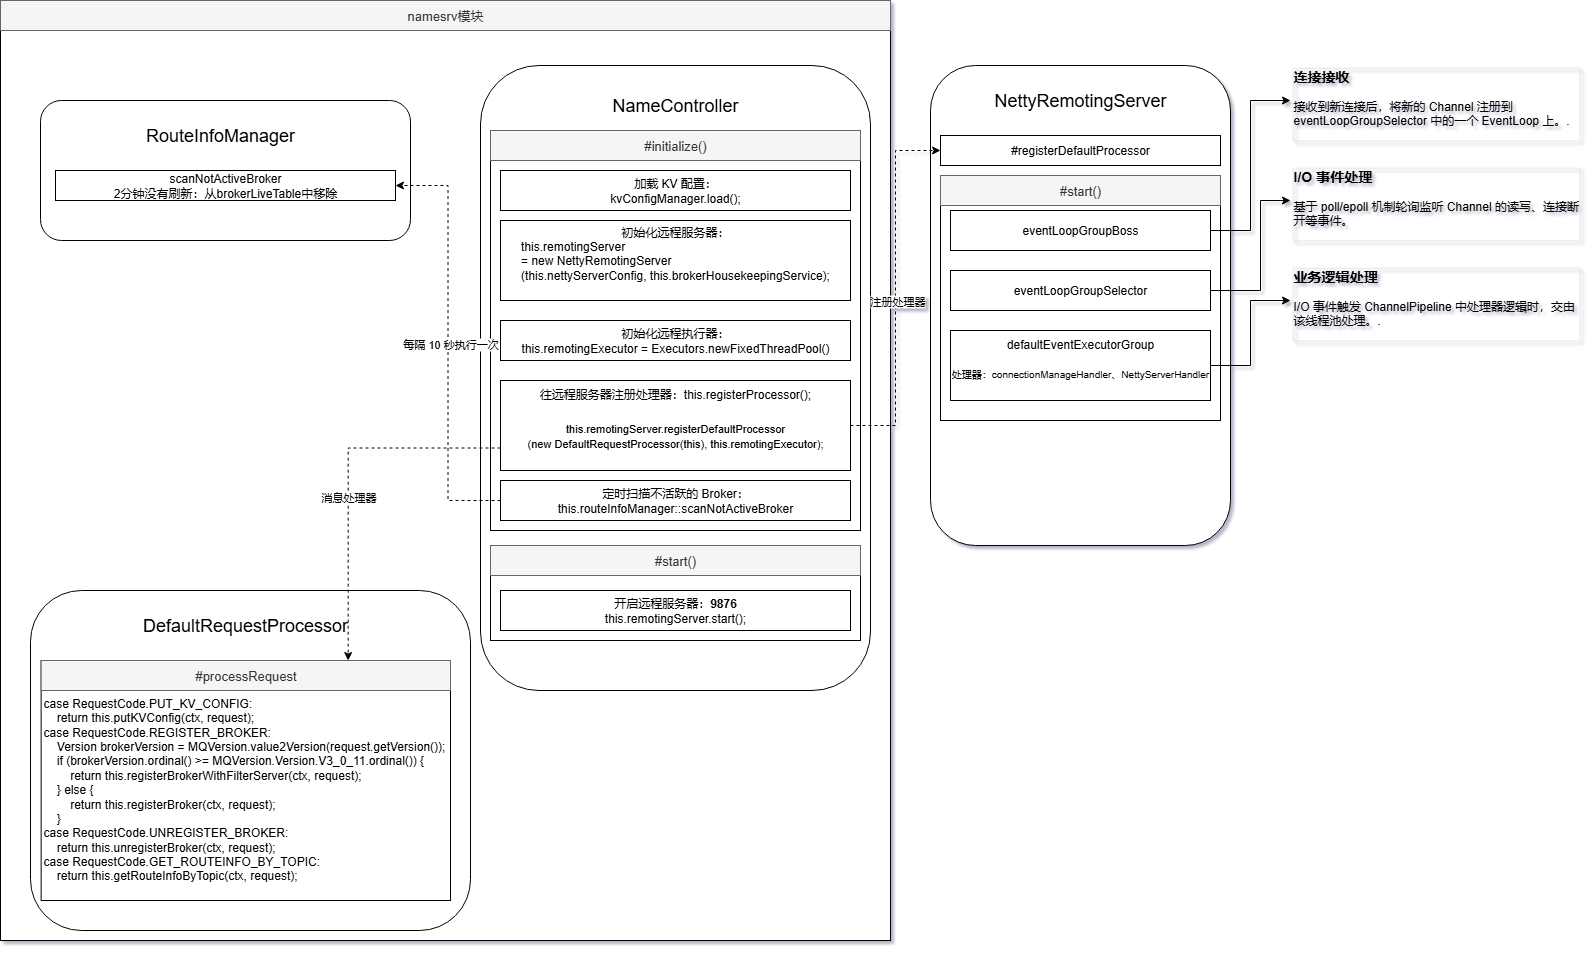 namesrv模块
RouteInfoManager
scanNotActiveBroker
2分钟没有刷新：从brokerLiveTable中移除
每隔 10 秒执行一次
消息处理器
NameController
#initialize()
加载 KV 配置：
kvConfigManager.load();
初始化远程服务器：
this.remotingServer
= new NettyRemotingServer
(this.nettyServerConfig, this.brokerHousekeepingService);
初始化远程执行器：
this.remotingExecutor = Executors.newFixedThreadPool()
往远程服务器注册处理器：this.registerProcessor();
this.remotingServer.registerDefaultProcessor
(new DefaultRequestProcessor(this), this.remotingExecutor);
定时扫描不活跃的 Broker：
this.routeInfoManager::scanNotActiveBroker
#start()
开启远程服务器：9876
this.remotingServer.start();
DefaultRequestProcessor
#processRequest
case RequestCode.PUT_KV_CONFIG:
    return this.putKVConfig(ctx, request);
case RequestCode.REGISTER_BROKER:
    Version brokerVersion = MQVersion.value2Version(request.getVersion());
    if (brokerVersion.ordinal() >= MQVersion.Version.V3_0_11.ordinal()) {
        return this.registerBrokerWithFilterServer(ctx, request);
    } else {
        return this.registerBroker(ctx, request);
    }
case RequestCode.UNREGISTER_BROKER:
    return this.unregisterBroker(ctx, request);
case RequestCode.GET_ROUTEINFO_BY_TOPIC:
    return this.getRouteInfoByTopic(ctx, request);
注册处理器
NettyRemotingServer
#registerDefaultProcessor
#start()
eventLoopGroupBoss
eventLoopGroupSelector
defaultEventExecutorGroup
处理器：connectionManageHandler、NettyServerHandler
连接接收
接收到新连接后，将新的 Channel 注册到
eventLoopGroupSelector 中的一个 EventLoop 上。.
I/O 事件处理
基于 poll/epoll 机制轮询监听 Channel 的读写、连接断
开等事件。
业务逻辑处理
I/O 事件触发 ChannelPipeline 中处理器逻辑时，交由
该线程池处理。.